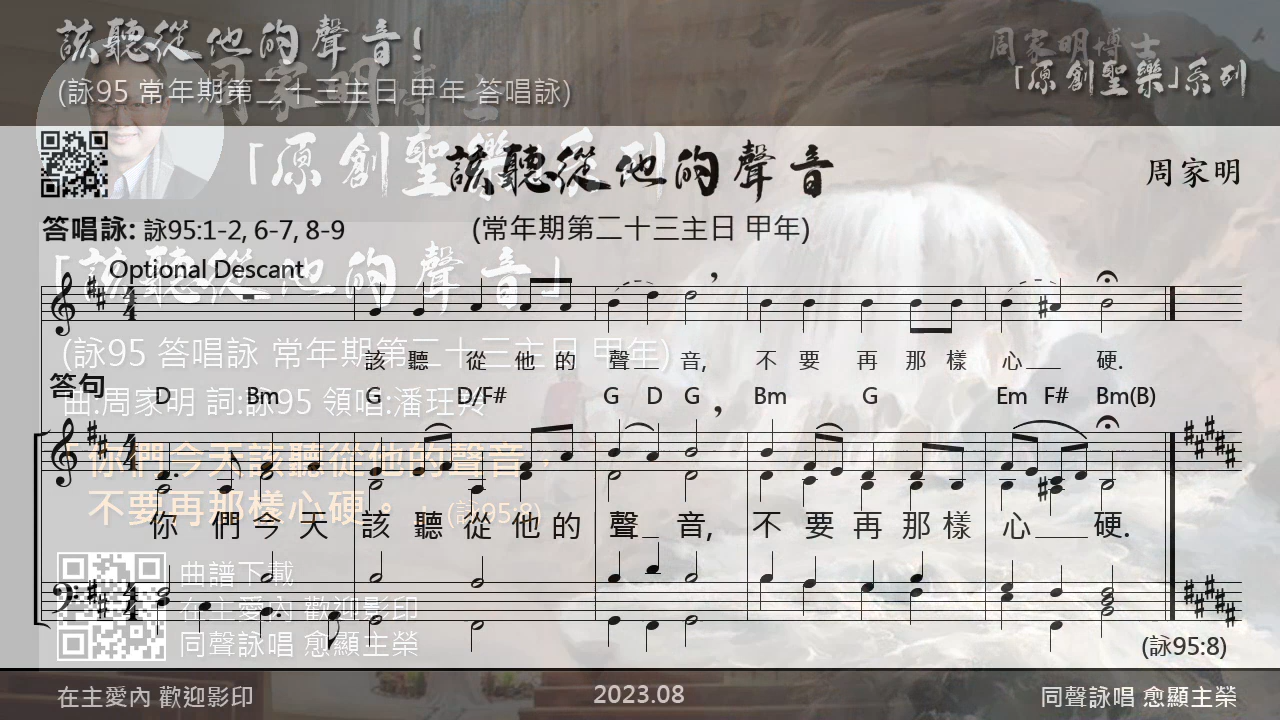 該聽從他的聲音!
(詠95 常年期第二十三主日 甲年 答唱詠)
周家明博士
「原創聖樂」系列
周家明博士
「原創聖樂」系列
該聽從他的聲音
周家明
答唱詠: 詠95:1-2, 6-7, 8-9
(常年期第二十三主日 甲年)
「該聽從他的聲音」
Optional Descant
(詠95 答唱詠 常年期第二十三主日 甲年)
該 聽 從 他 的 聲 音, 不 要 再 那 樣 心 硬.
答句
D Bm G D/F# G D G Bm G Em F# Bm(B)
曲:周家明 詞:詠95 領唱:潘玨羚
「你們今天該聽從他的聲音,
不要再那樣心硬。」(詠95:8)
你 們 今 天 該 聽 從 他 的 聲 音, 不 要 再 那 樣 心 硬.
曲譜下載
在主愛內 歡迎影印
同聲詠唱 愈顯主榮
(詠95:8)
在主愛內 歡迎影印
2023.08
同聲詠唱 愈顯主榮